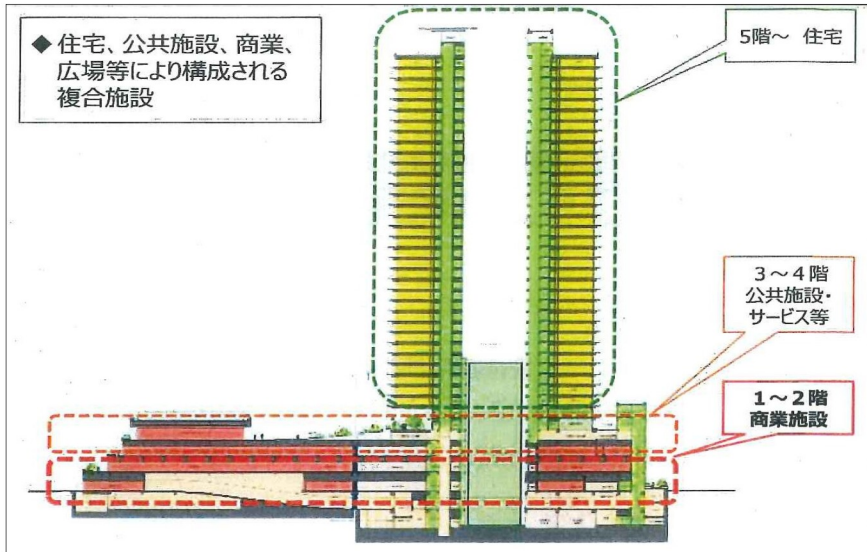 ◆ 住宅、公共施設、商業、
広場等により構成される
複合施設
5階～ 住宅
3～4階
公共施設・
サービス等
1～2階
商業施設